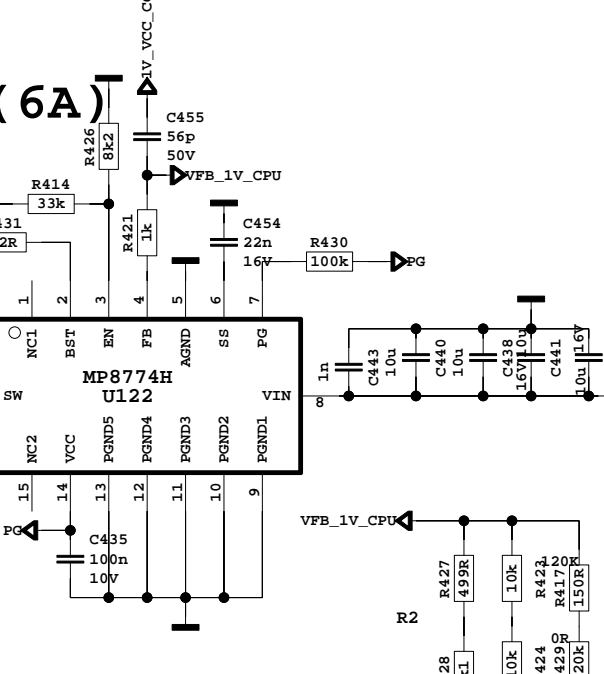 1V_VCC_C
(6A)
C455
56p
50V
R426
8k2
VFB_1V_CPU
R414
33k
R421
1k
C454
22n
16V
R430
100k
PG
31
2R
1
2
3
4
5
6
7
NC1
BST
EN
FB
AGND
SS
PG
MP8774H
U122
SW
VIN
8
NC2
VCC
PGND5
PGND4
PGND3
PGND2
PGND1
15
14
13
12
11
10
9
1n
C443
10u
C440
10u
C438
16V
10u
C441
10u
16V
PG
C435
100n
10V
VFB_1V_CPU
R427
499R
10k
R423
120K
R417
150R
R2
0R
28
k1
10k
424
429
20k